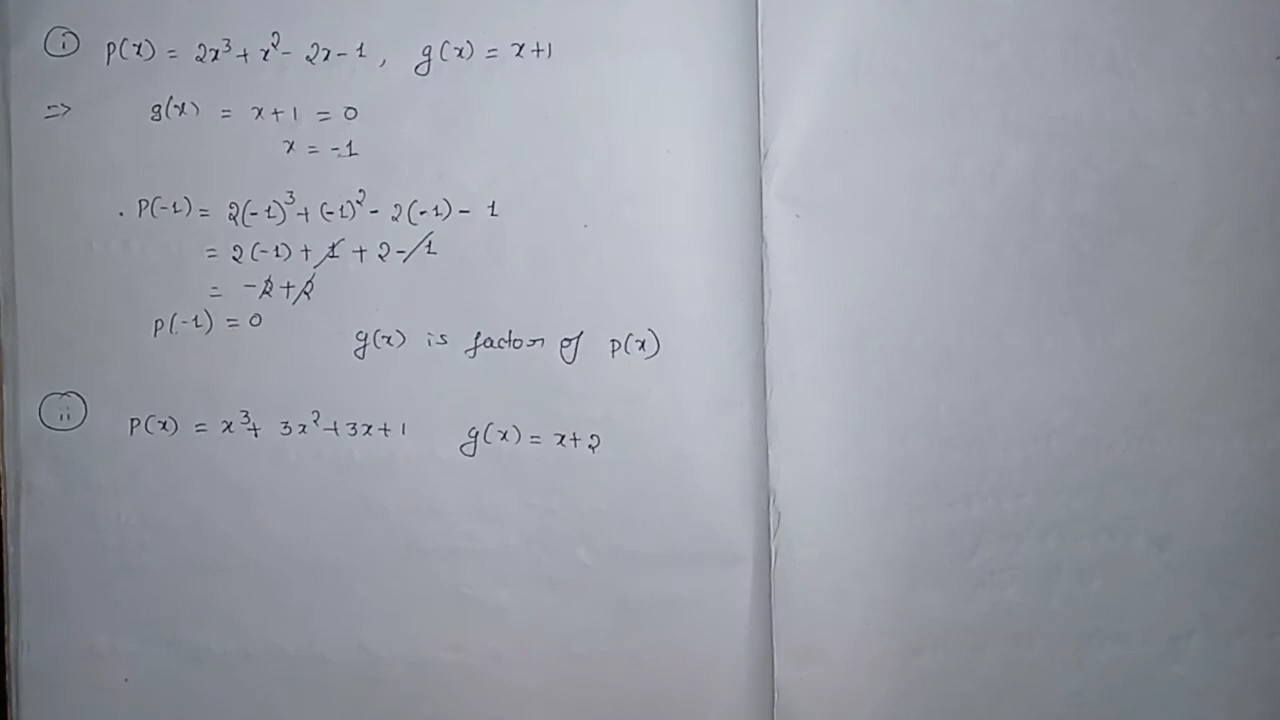 (i) p(x) = 2x³ + x² - 2x - 1, g(x) = x+1
=> g(x) = x + 1 = 0
x = -1
. P(-1) = 2(-1)³ + (-1)² - 2(-1) - 1
= 2(-1) + 1 + 2 - 1
= -2 + 2
p(-1) = 0
g(x) is factor of p(x)
(ii) P(x) = x³ + 3x² + 3x + 1 g(x) = x + 2